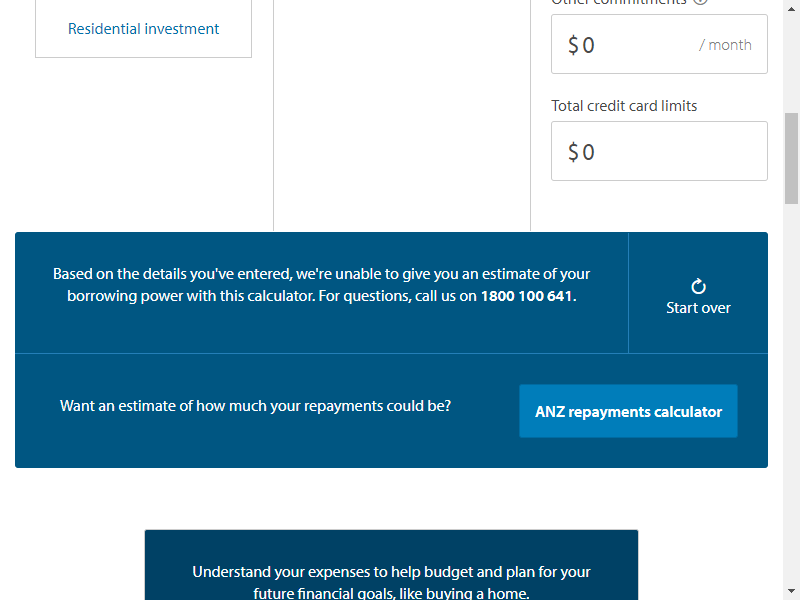 Other commitments
Residential investment
$0
/ month
Total credit card limits
$0
Based on the details you've entered, we're unable to give you an estimate of your
borrowing power with this calculator. For questions, call us on 1800 100 641.
Start over
Want an estimate of how much your repayments could be?
ANZ repayments calculator
Understand your expenses to help budget and plan for your
future financial goals, like buying a home.